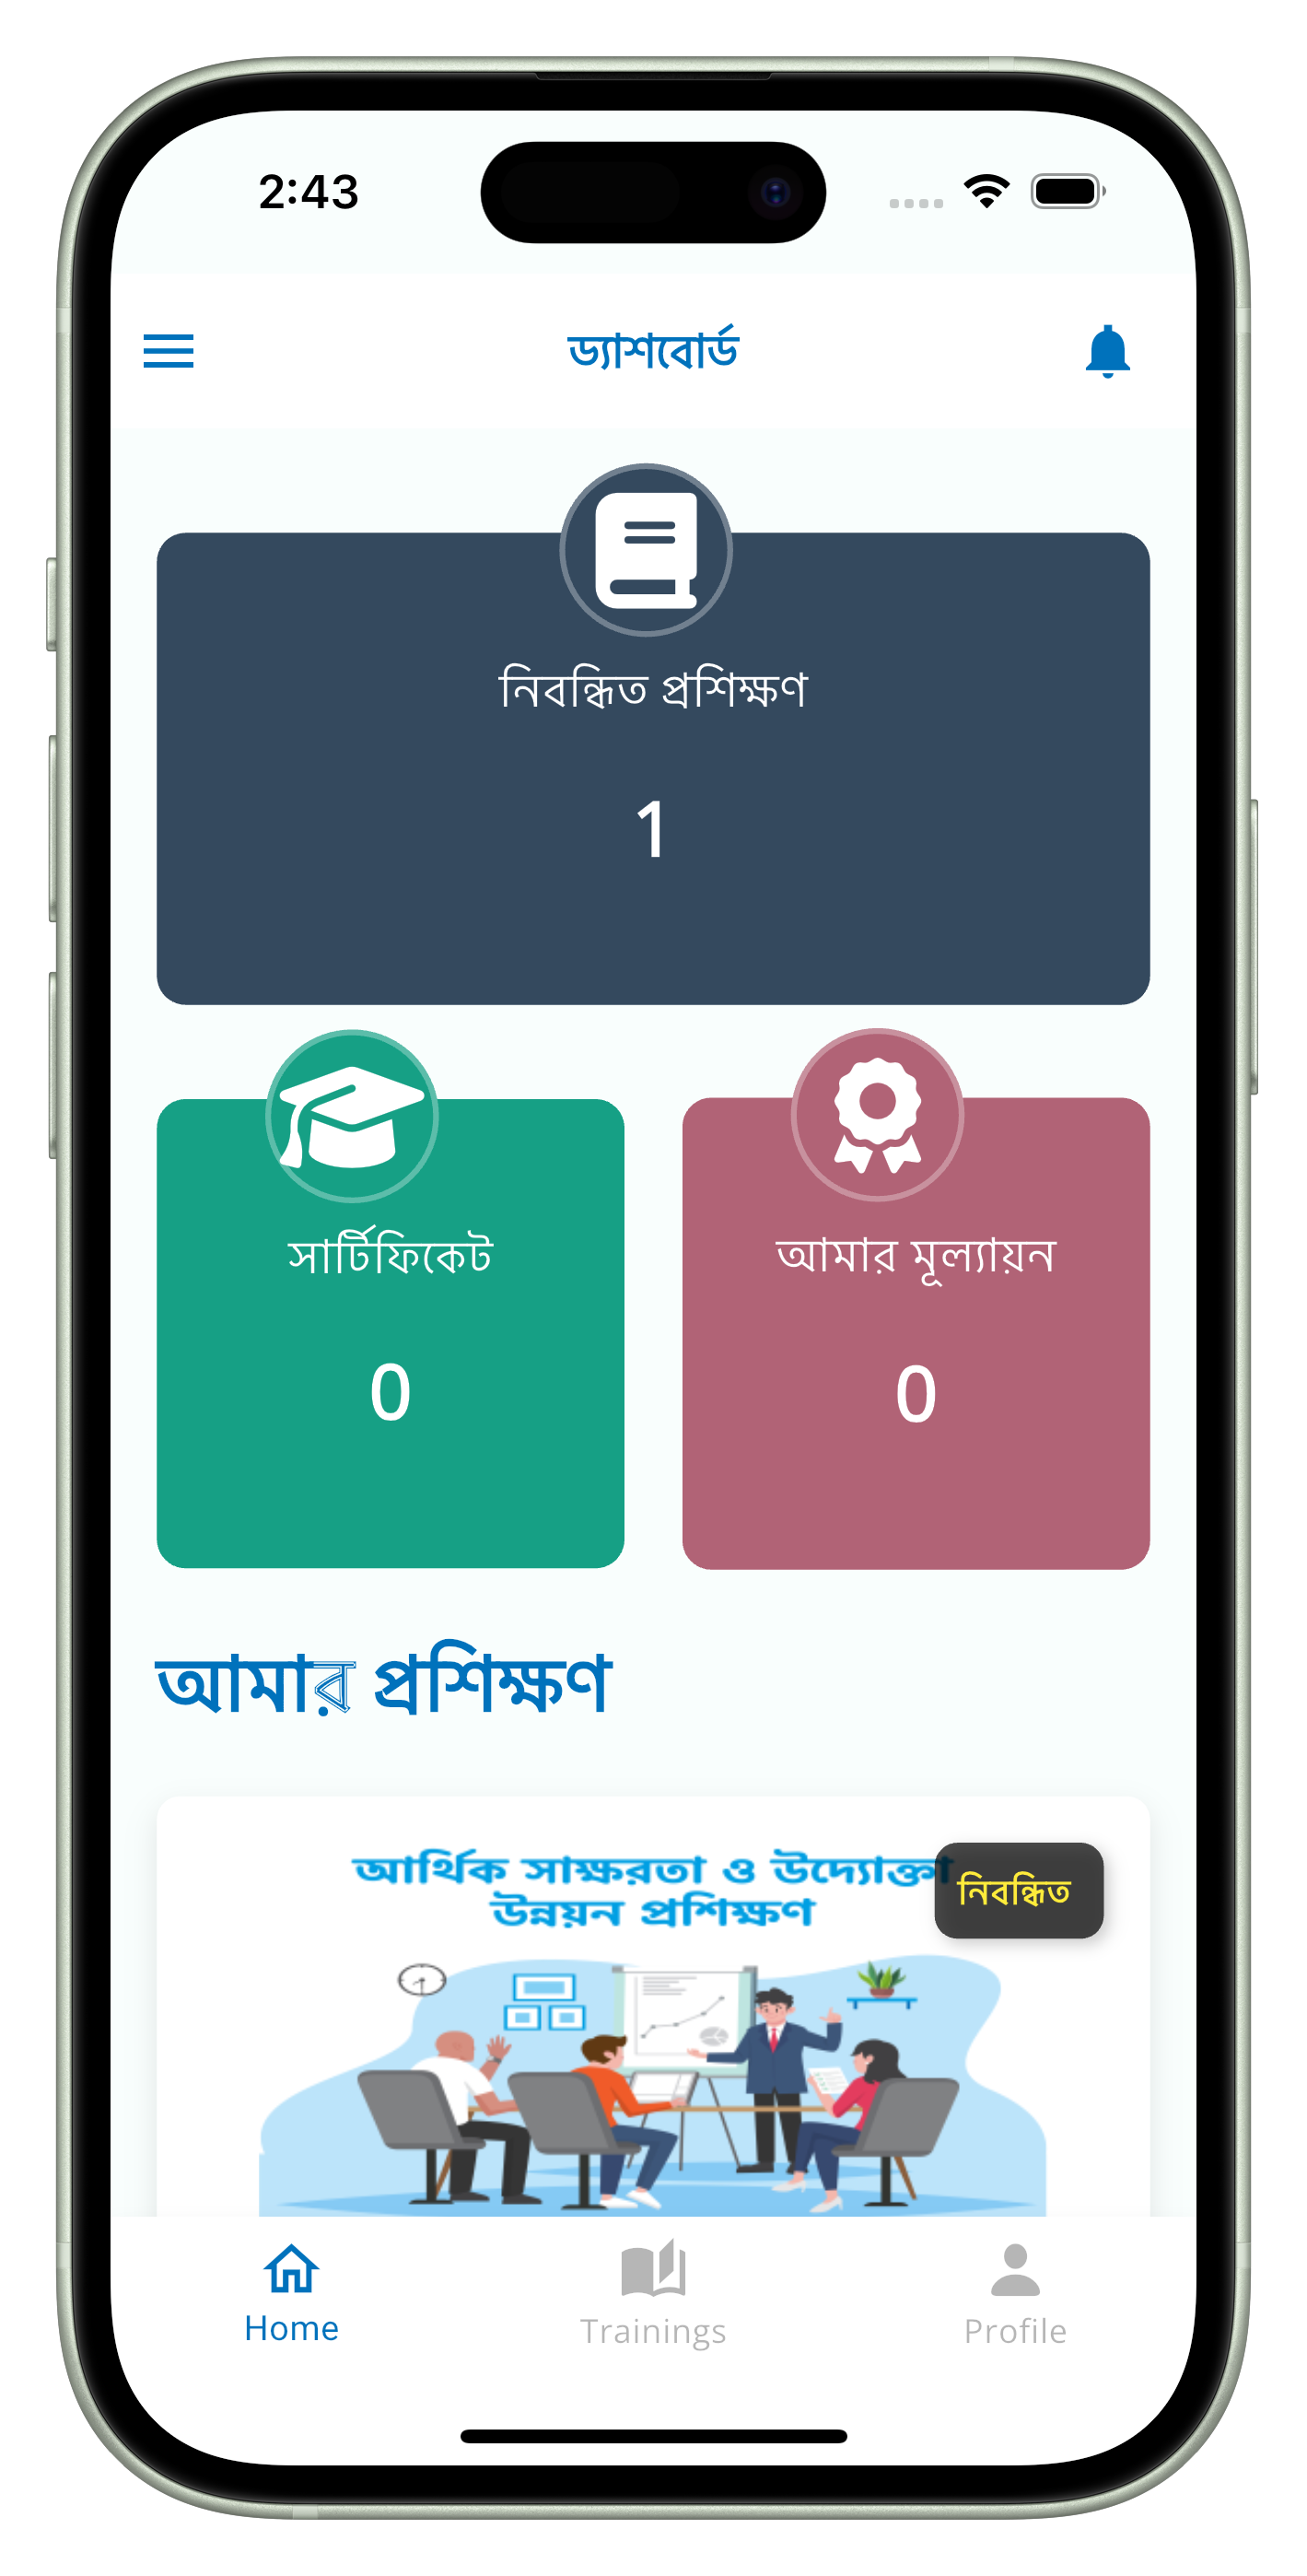 2:43
ড্যাশবোর্ড
নিবন্ধিত প্রশিক্ষণ
1
সার্টিফিকেট
আমার মূল্যায়ন
0
0
আমার প্রশিক্ষণ
আর্থিক সাক্ষরতা ও উদ্যোক্তা
উন্নয়ন প্রশিক্ষণ
নিবন্ধিত
Home
Trainings
Profile